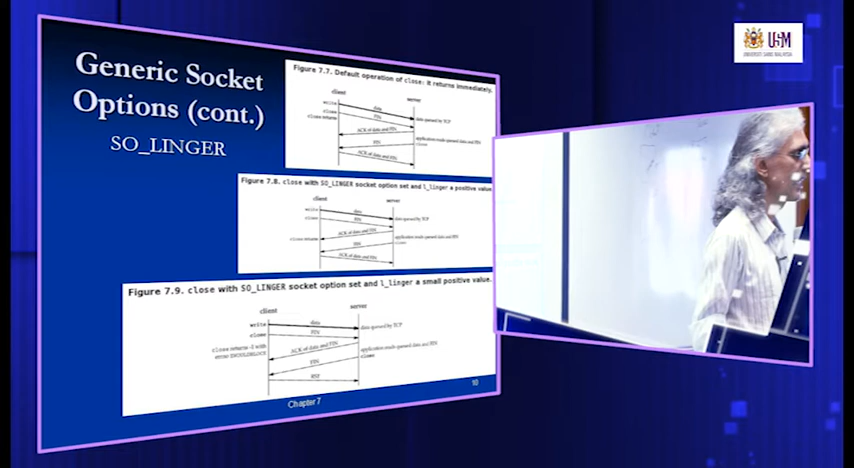 Generic Socket
Options (cont.)
SO_LINGER
Figure 7.7. Default operation of close: it returns immediately.
client
server
write
data
data queued by TCP
close
FIN
close returns
ACK of data and FIN
application reads queued data and FIN
close
FIN
ACK of data and FIN
Figure 7.8. close with SO_LINGER socket option set and l_linger a positive value
client
server
write
data
data queued by TCP
close
FIN
ACK of data and FIN
application reads queued data and FIN
close returns
close
FIN
ACK of data and FIN
Figure 7.9. close with SO_LINGER socket option set and l_linger a small positive value.
client
server
write
data
data queued by TCP
close
FIN
close returns -1 with
errno EWOULDBLOCK
ACK of data and FIN
application reads queued data and FIN
close
FIN
RST
Chapter 7
10
USM
UNIVERSITI SAINS MALAYSIA